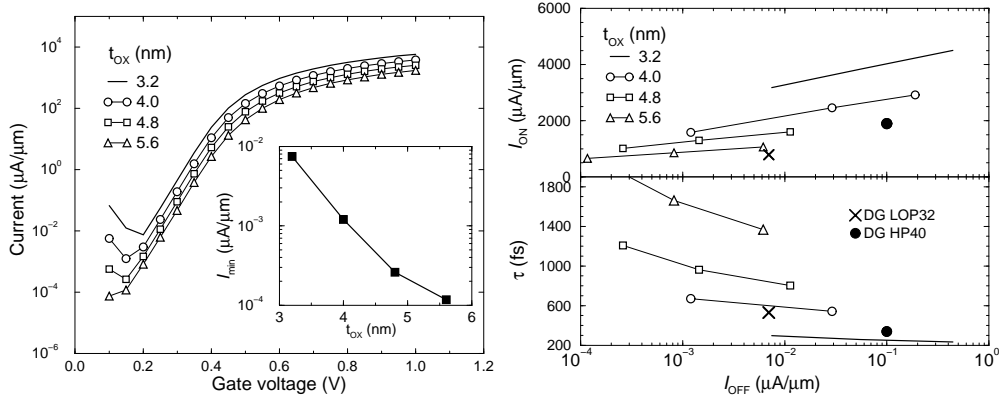 t_OX (nm)
3.2
4.0
4.8
5.6
Current (μA/μm)
10^4
10^2
10^0
10^-2
10^-4
10^-6
0.0 0.2 0.4 0.6 0.8 1.0 1.2
Gate voltage (V)
I_min (μA/μm)
10^-2
10^-3
10^-4
3 4 5 6
t_OX (nm)
t_OX (nm)
3.2
4.0
4.8
5.6
I_ON (μA/μm)
6000
4000
2000
0
τ (fs)
1800
1400
1000
600
200
DG LOP32
DG HP40
10^-4 10^-3 10^-2 10^-1 10^0
I_OFF (μA/μm)